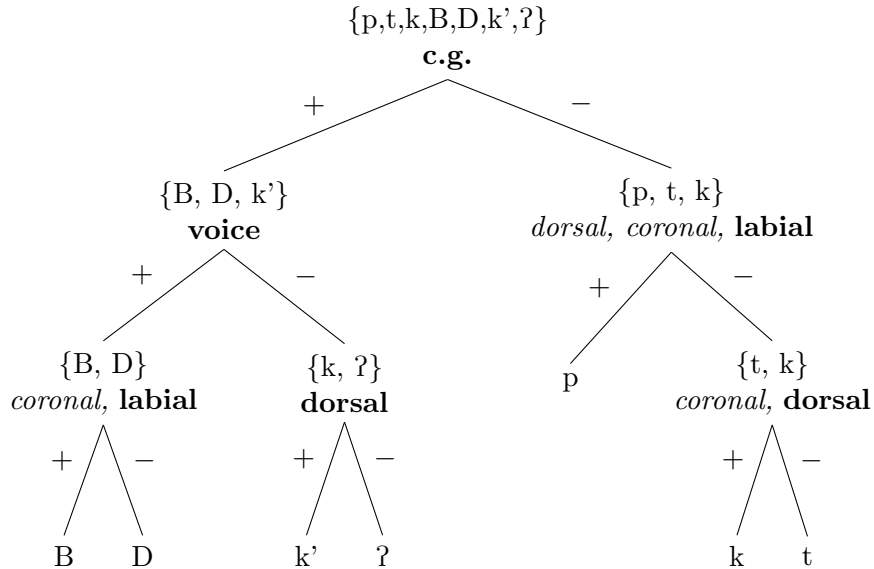 {p,t,k,B,D,k',ʔ}
c.g.
+ −
{B, D, k'} {p, t, k}
voice dorsal, coronal, labial
+ − + −
{B, D} {k, ʔ} p {t, k}
coronal, labial dorsal coronal, dorsal
+ − + − + −
B D k' ʔ k t